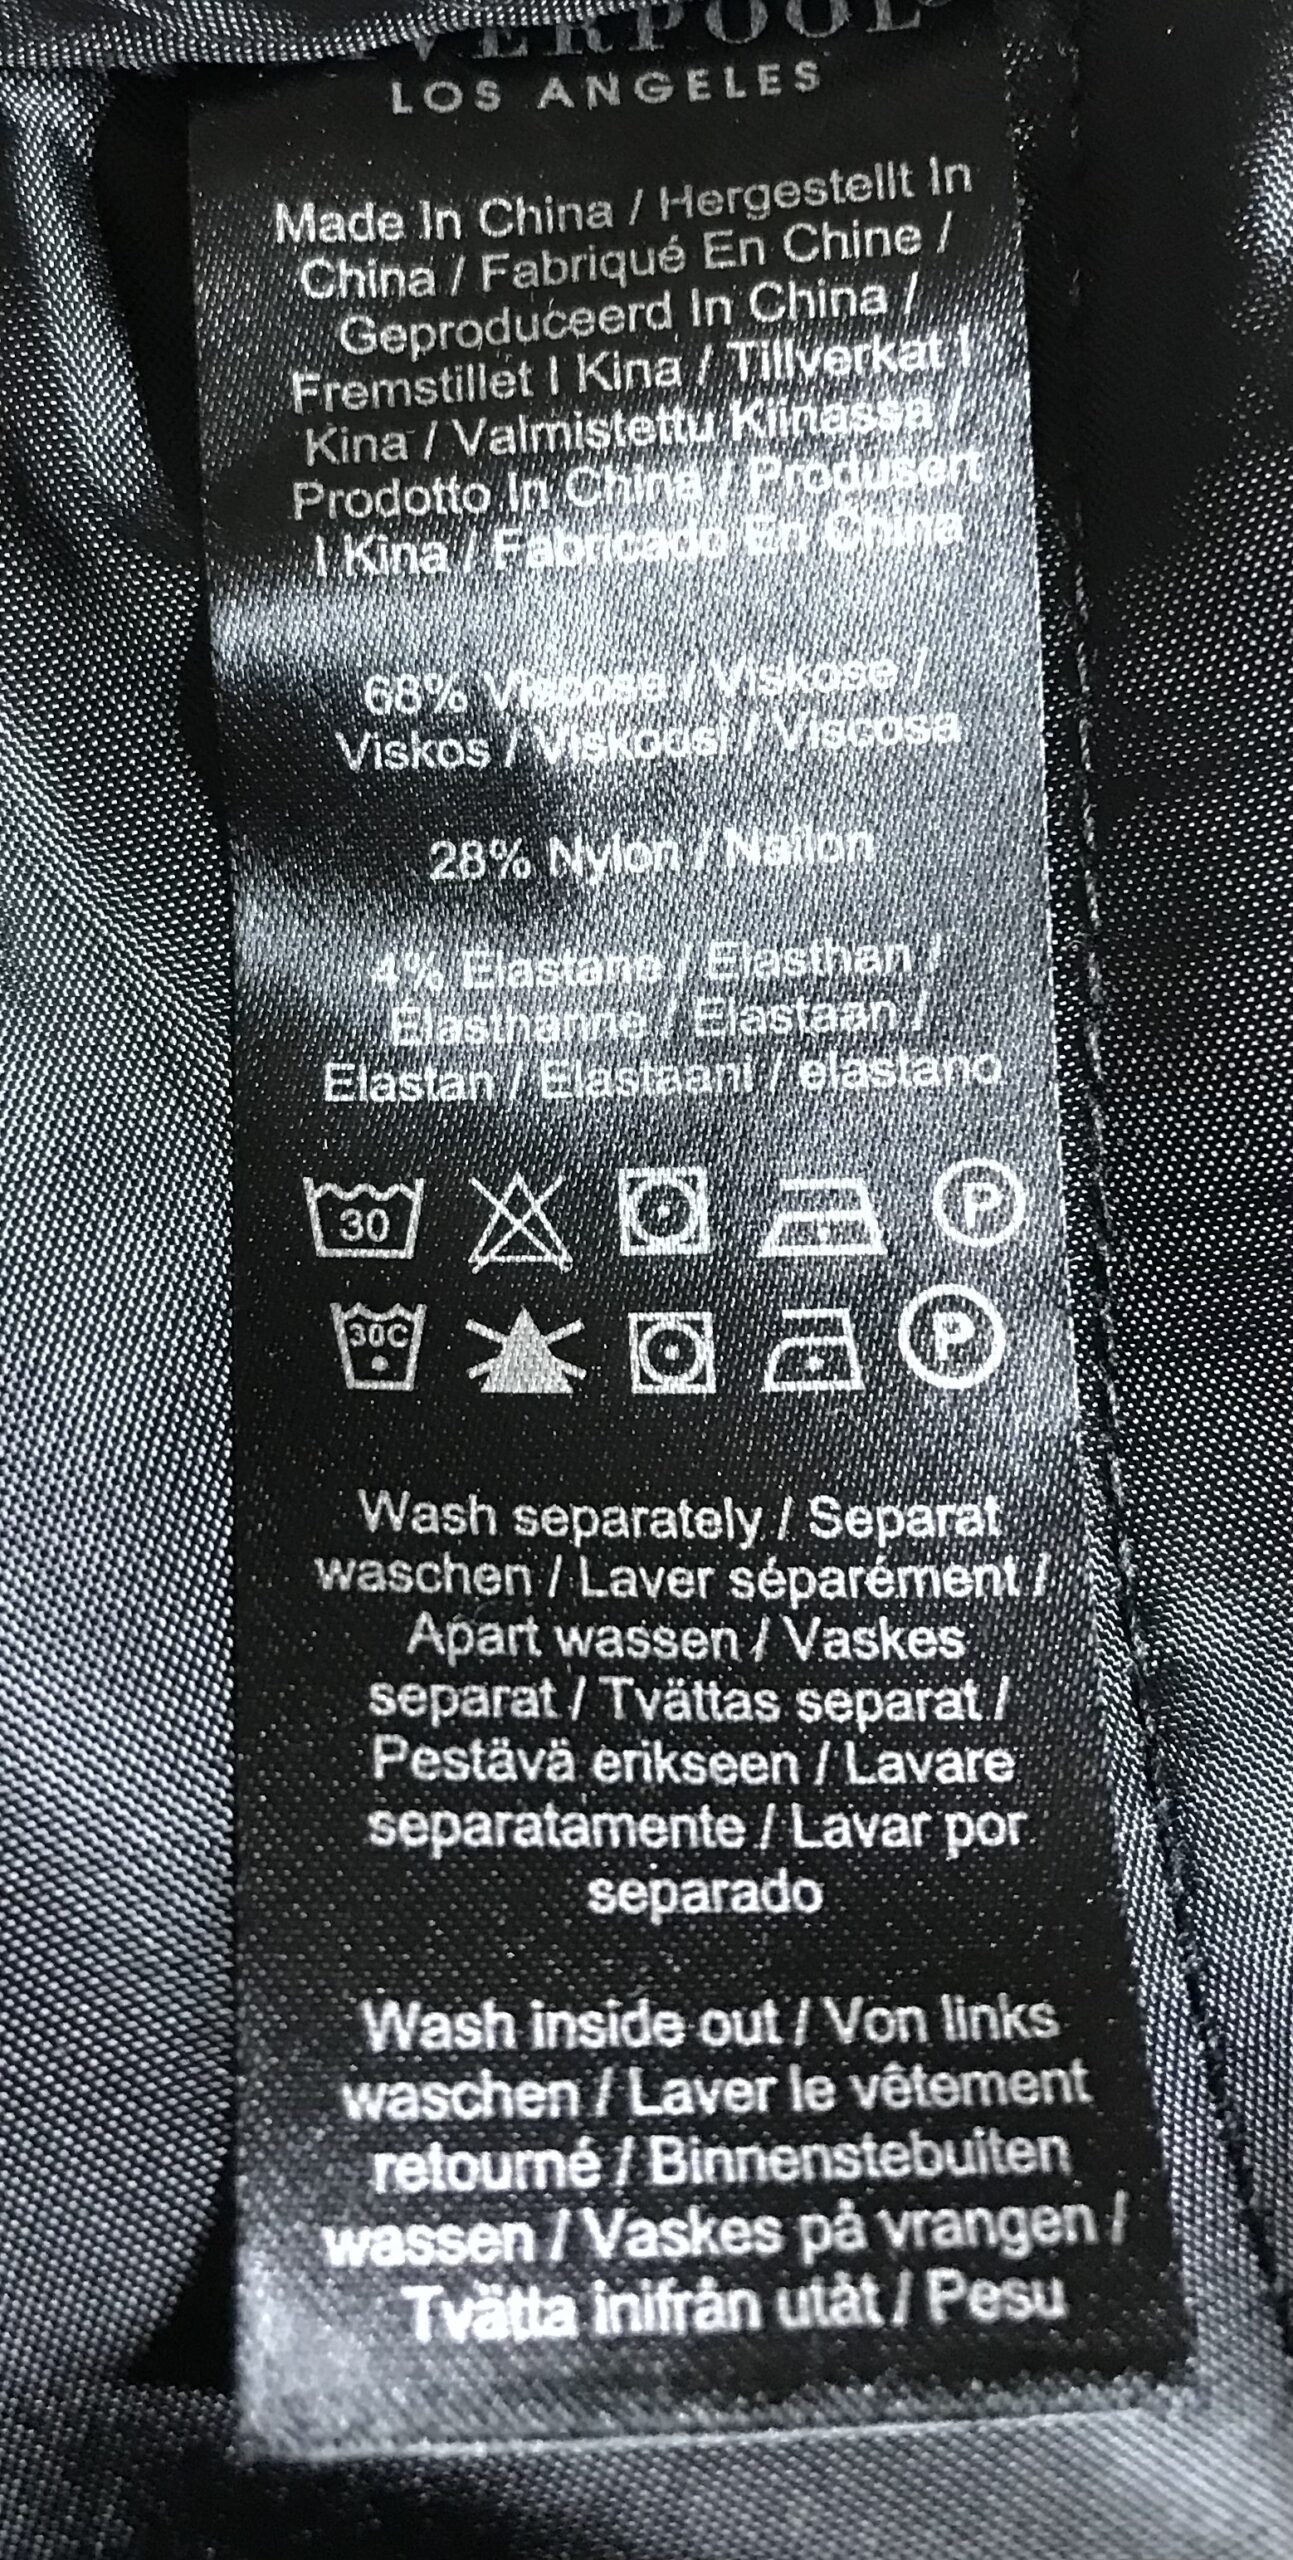 VERPOOL
LOS ANGELES
Made In China / Hergestellt In
China / Fabriqué En Chine /
Geproduceerd In China /
Fremstillet I Kina / Tillverkat I
Kina / Valmistettu Kiinassa /
Prodotto In China / Produsert
I Kina / Fabricado En China
68% Viscose / Viskose /
Viskos / Viskoosi / Viscosa
28% Nylon / Nailon
4% Elastane / Elasthan /
Élasthanne / Elastaan /
Elastan / Elastaani / elastano
30 P
30C P
Wash separately / Separat
waschen / Laver séparément /
Apart wassen / Vaskes
separat / Tvättas separat /
Pestävä erikseen / Lavare
separatamente / Lavar por
separado
Wash inside out / Von links
waschen / Laver le vêtement
retourné / Binnenstebuiten
wassen / Vaskes på vrangen /
Tvätta inifrån utåt / Pesu